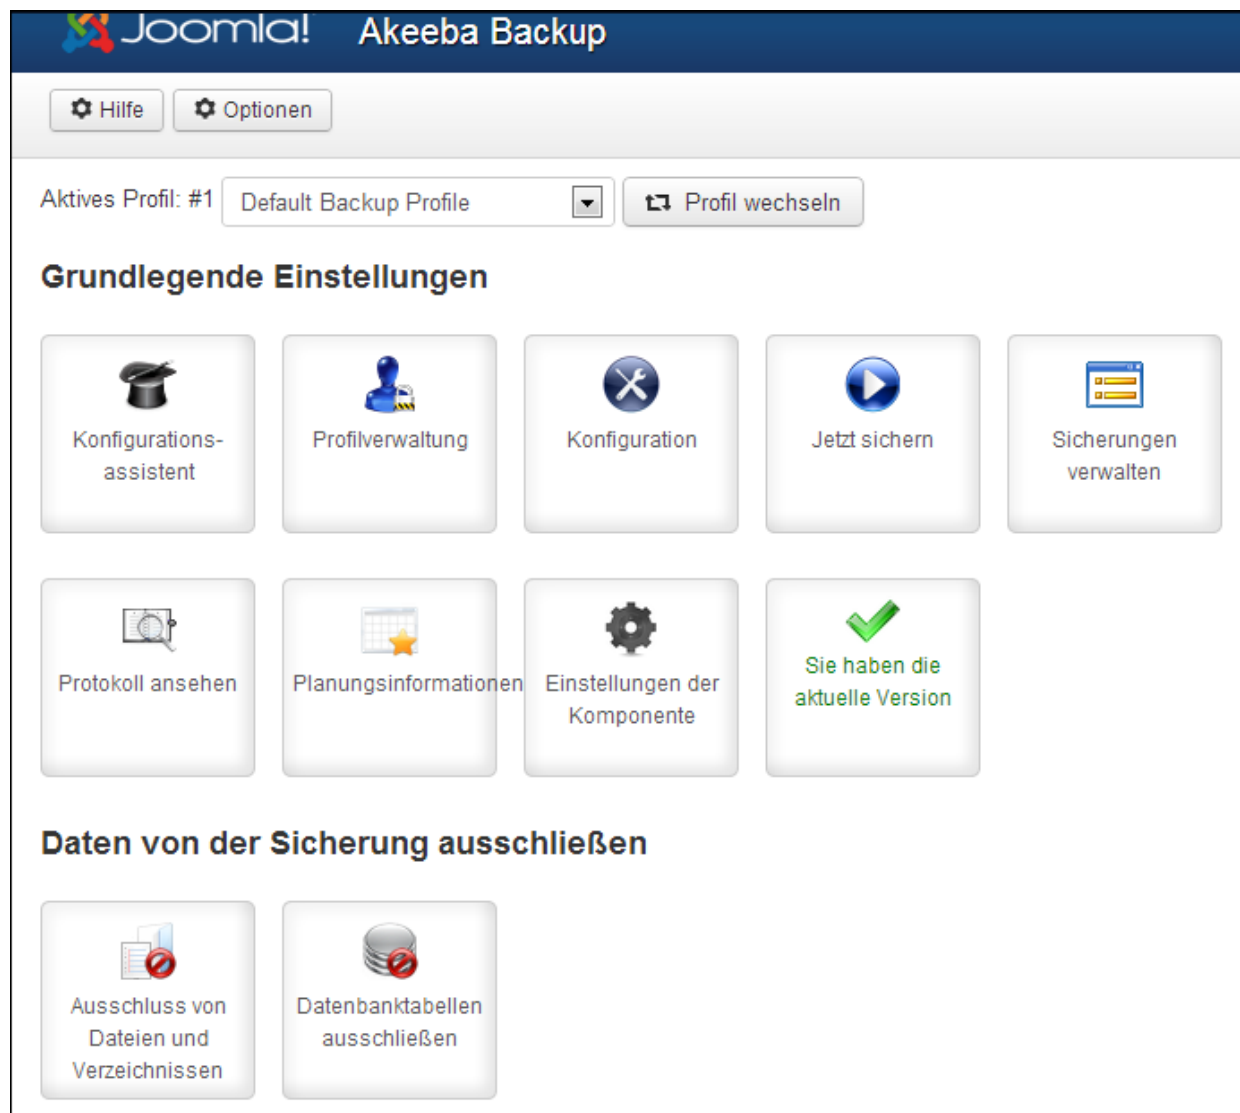 Joomla! Akeeba Backup
Hilfe Optionen
Aktives Profil: #1 Default Backup Profile Profil wechseln
Grundlegende Einstellungen
Konfigurations-
assistent
Profilverwaltung
Konfiguration
Jetzt sichern
Sicherungen
verwalten
Protokoll ansehen
Planungsinformationen
Einstellungen der
Komponente
Sie haben die
aktuelle Version
Daten von der Sicherung ausschließen
Ausschluss von
Dateien und
Verzeichnissen
Datenbanktabellen
ausschließen